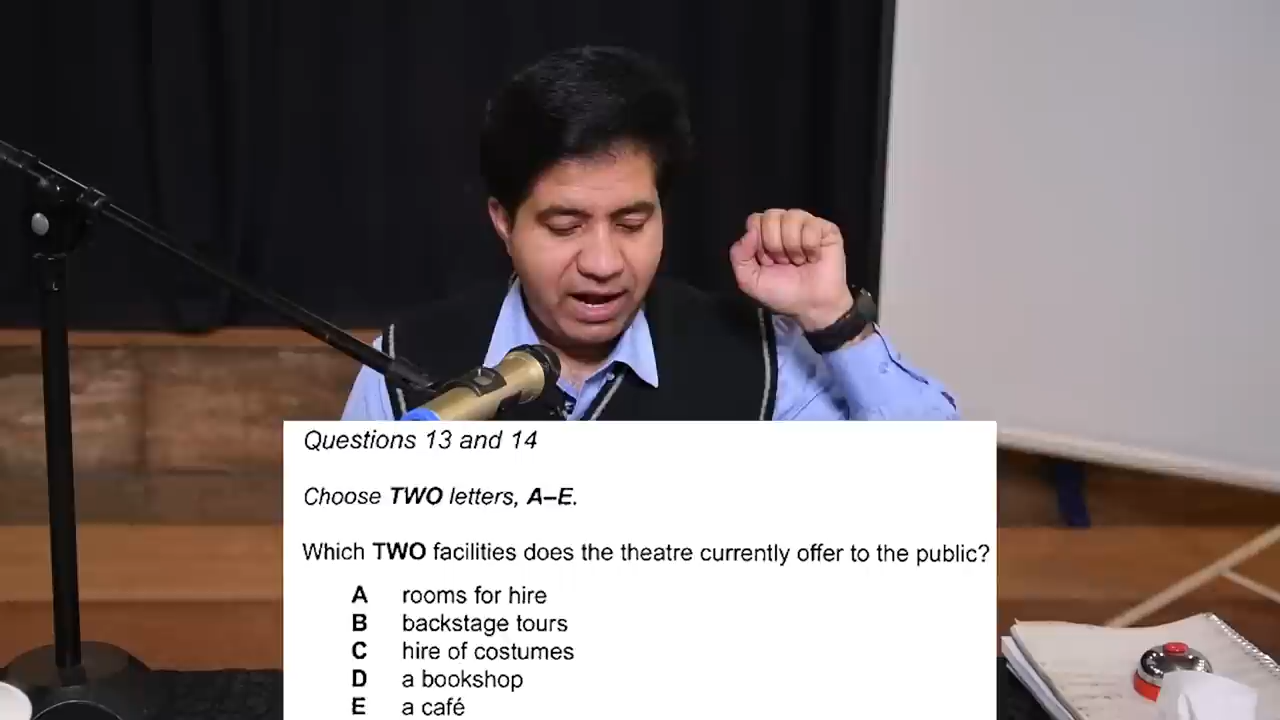 Questions 13 and 14
Choose TWO letters, A–E.
Which TWO facilities does the theatre currently offer to the public?
A rooms for hire
B backstage tours
C hire of costumes
D a bookshop
E a café